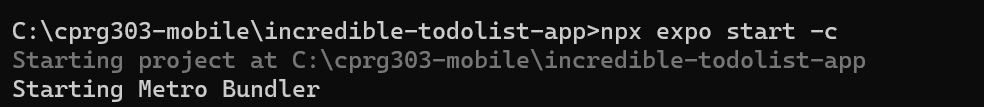 C:\cprg303-mobile\incredible-todolist-app>npx expo start -c
Starting project at C:\cprg303-mobile\incredible-todolist-app
Starting Metro Bundler